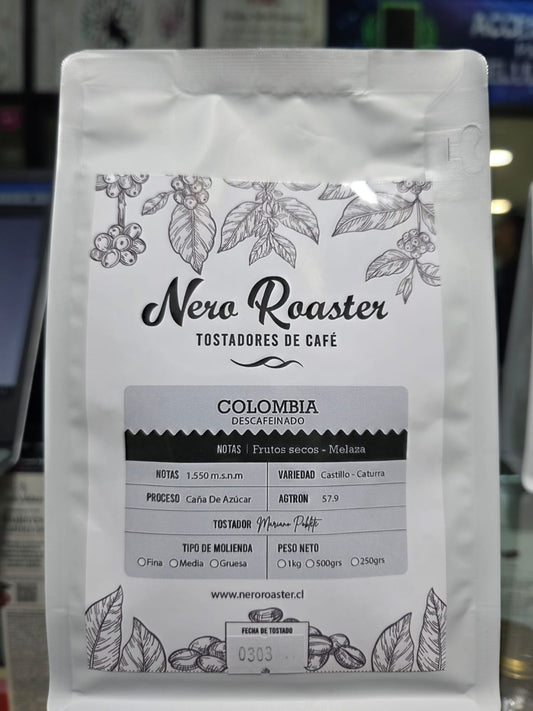 Nero Roaster
TOSTADORES DE CAFÉ
COLOMBIA
DESCAFEINADO
NOTAS | Frutos secos - Melaza
NOTAS 1.550 m.s.n.m VARIEDAD Castillo - Caturra
PROCESO Caña De Azúcar AGTRON 57.9
TOSTADOR Mariano Poblete
TIPO DE MOLIENDA PESO NETO
Fina Media Gruesa 1kg 500grs 250grs
www.neroroaster.cl
FECHA DE TOSTADO
0303